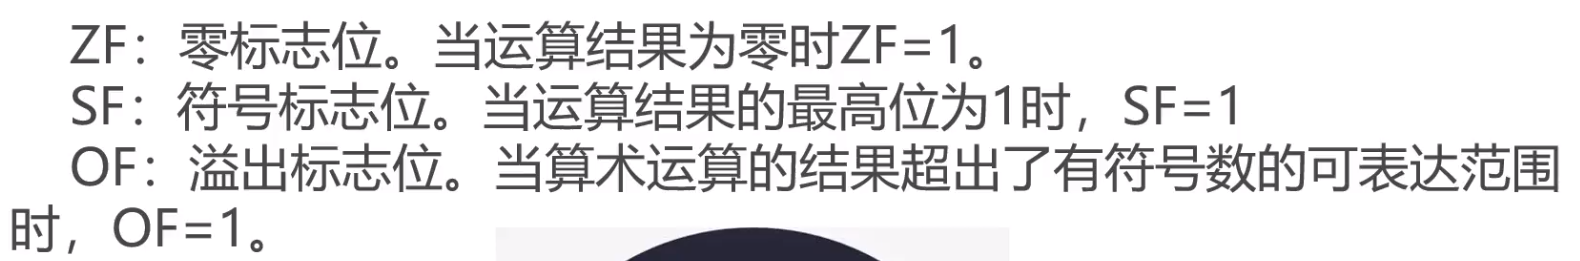 ZF：零标志位。当运算结果为零时ZF=1。
SF：符号标志位。当运算结果的最高位为1时，SF=1
OF：溢出标志位。当算术运算的结果超出了有符号数的可表达范围
时，OF=1。